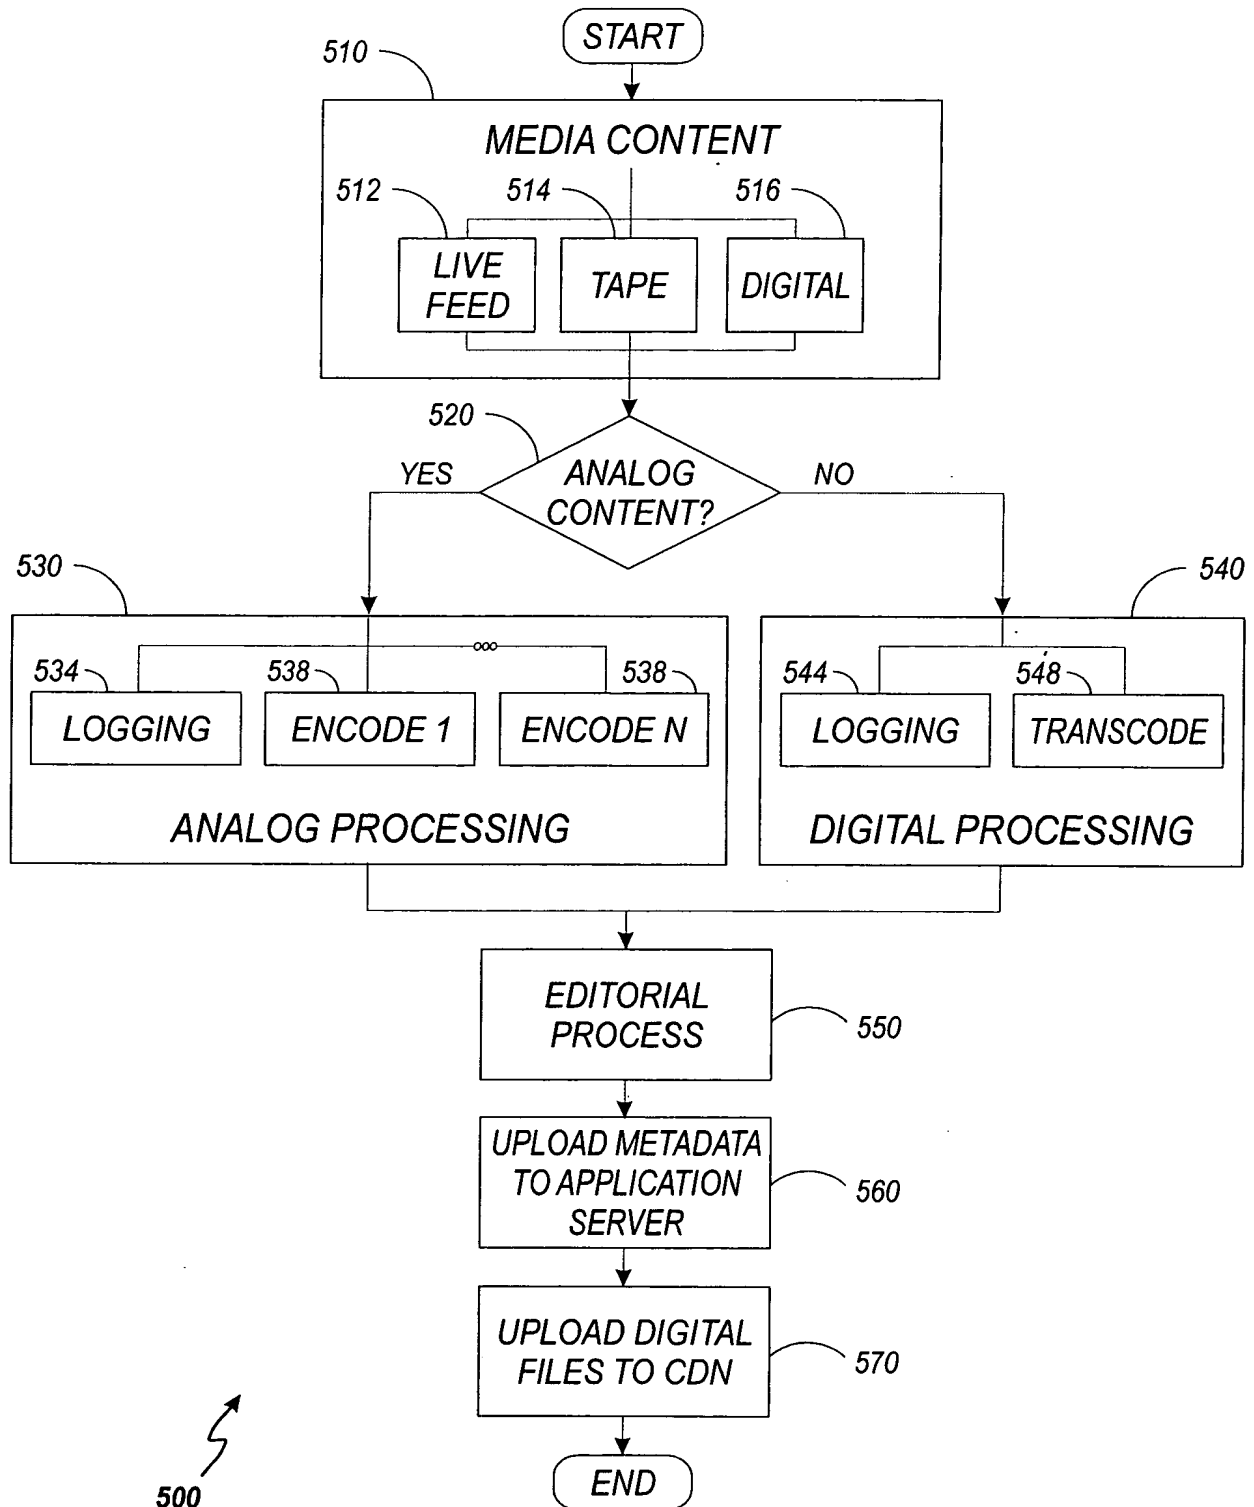 START
510
MEDIA CONTENT
512
514
516
LIVE
FEED
TAPE
DIGITAL
520
YES
ANALOG
CONTENT?
NO
530
540
534
538
538
544
548
LOGGING
ENCODE 1
ENCODE N
LOGGING
TRANSCODE
ANALOG PROCESSING
DIGITAL PROCESSING
EDITORIAL
PROCESS
550
UPLOAD METADATA
TO APPLICATION
SERVER
560
UPLOAD DIGITAL
FILES TO CDN
570
END
500